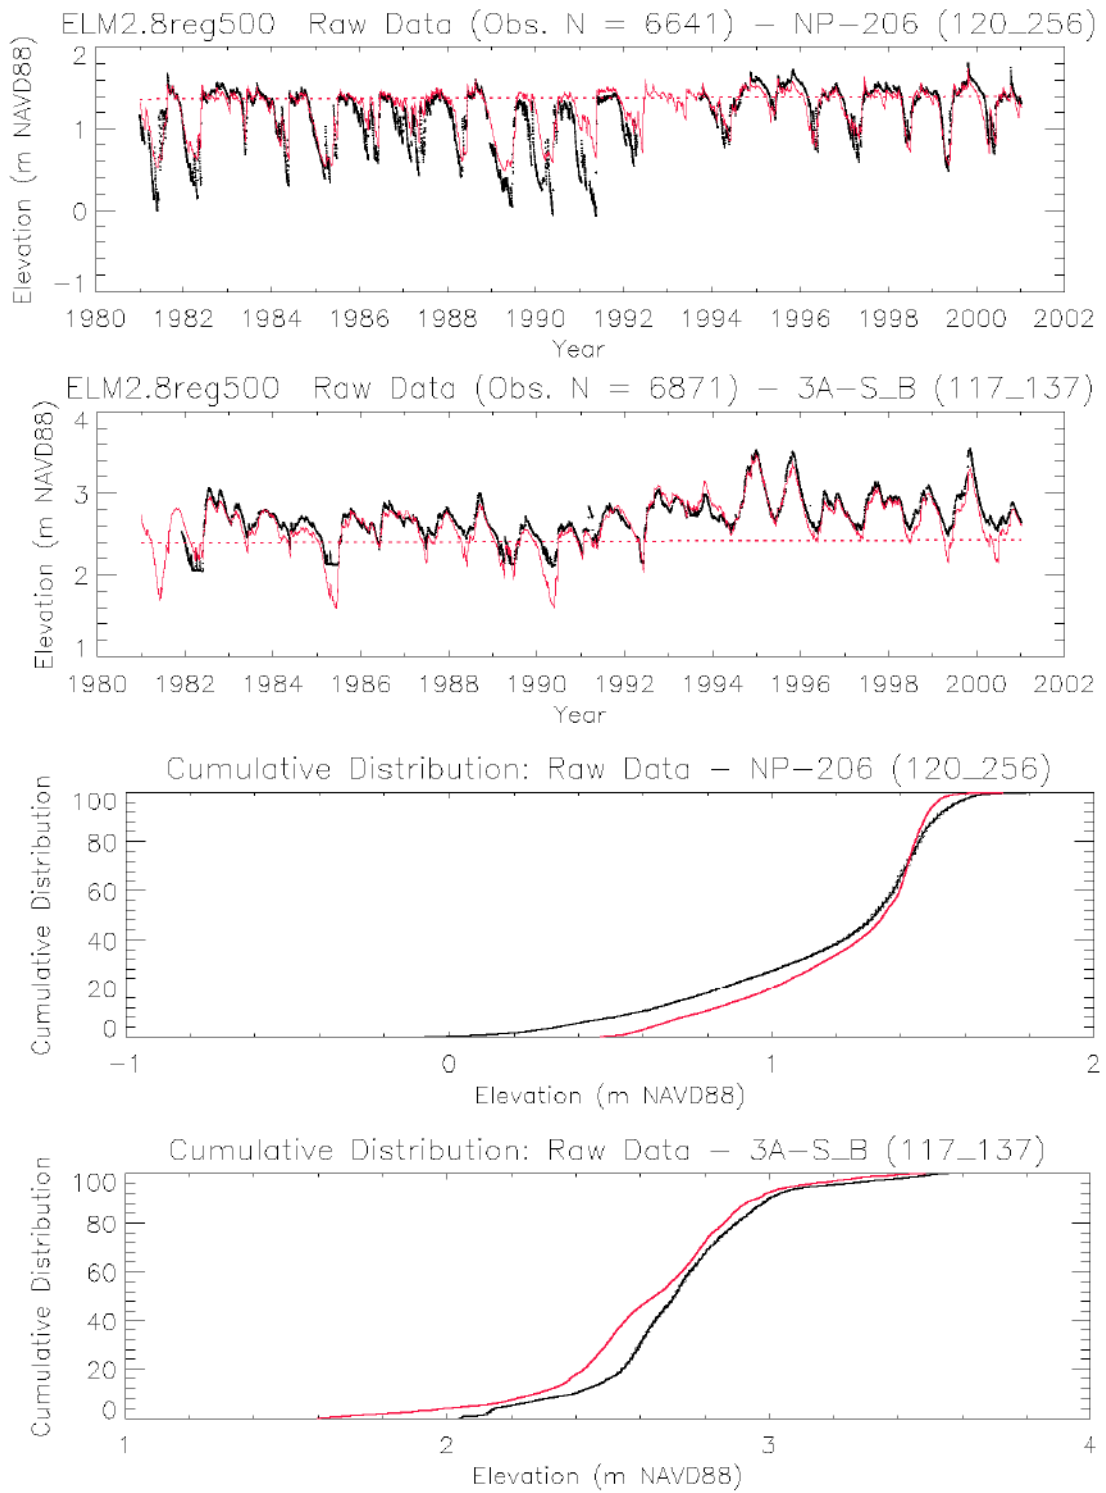 ELM2.8reg500 Raw Data (Obs. N = 6641) - NP-206 (120_256)
2
1
0
-1
Elevation (m NAVD88)
1980 1982 1984 1986 1988 1990 1992 1994 1996 1998 2000 2002
Year
ELM2.8reg500 Raw Data (Obs. N = 6871) - 3A-S_B (117_137)
4
3
2
1
Elevation (m NAVD88)
1980 1982 1984 1986 1988 1990 1992 1994 1996 1998 2000 2002
Year
Cumulative Distribution: Raw Data - NP-206 (120_256)
100
80
60
40
20
0
Cumulative Distribution
-1 0 1 2
Elevation (m NAVD88)
Cumulative Distribution: Raw Data - 3A-S_B (117_137)
100
80
60
40
20
0
Cumulative Distribution
1 2 3 4
Elevation (m NAVD88)